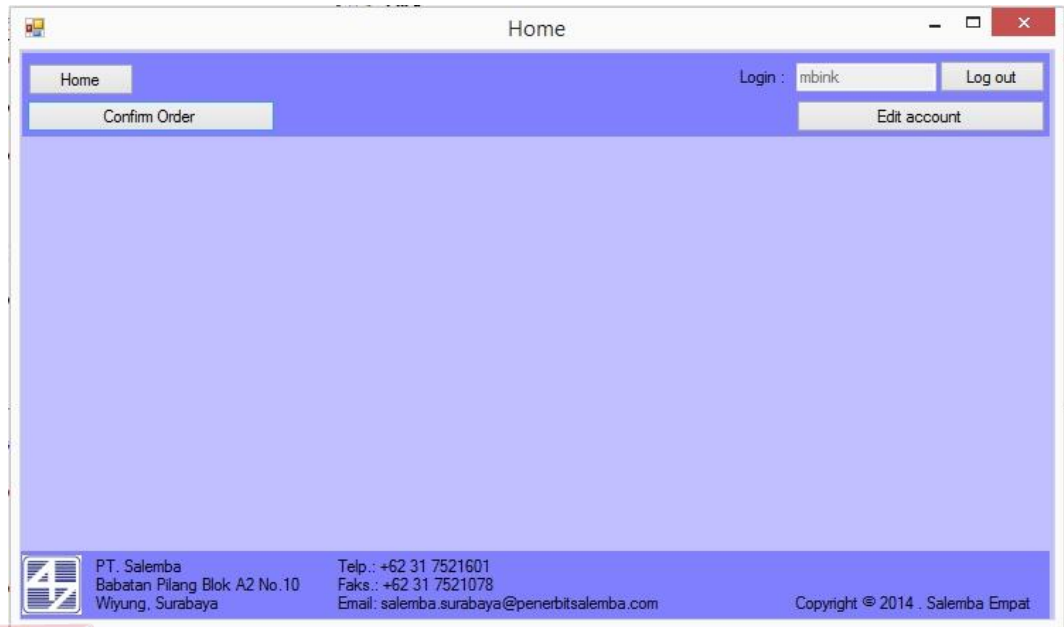 Home
Home
Login : mbink Log out
Confirm Order
Edit account
PT. Salemba
Babatan Pilang Blok A2 No.10
Wiyung, Surabaya
Telp.: +62 31 7521601
Faks.: +62 31 7521078
Email: salemba.surabaya@penerbitsalemba.com
Copyright © 2014 . Salemba Empat